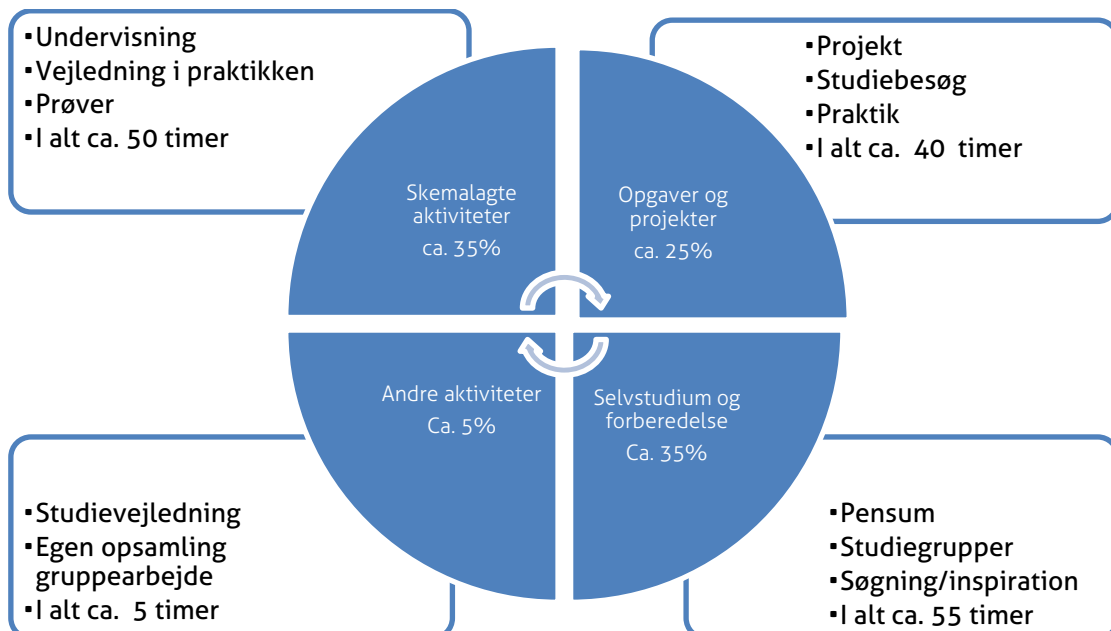 ▪Undervisning
▪Vejledning i praktikken
▪Prøver
▪I alt ca. 50 timer
▪Projekt
▪Studiebesøg
▪Praktik
▪I alt ca. 40 timer
Skemalagte
aktiviteter
ca. 35%
Opgaver og
projekter
ca. 25%
Andre aktiviteter
Ca. 5%
Selvstudium og
forberedelse
Ca. 35%
▪Studievejledning
▪Egen opsamling
gruppearbejde
▪I alt ca. 5 timer
▪Pensum
▪Studiegrupper
▪Søgning/inspiration
▪I alt ca. 55 timer